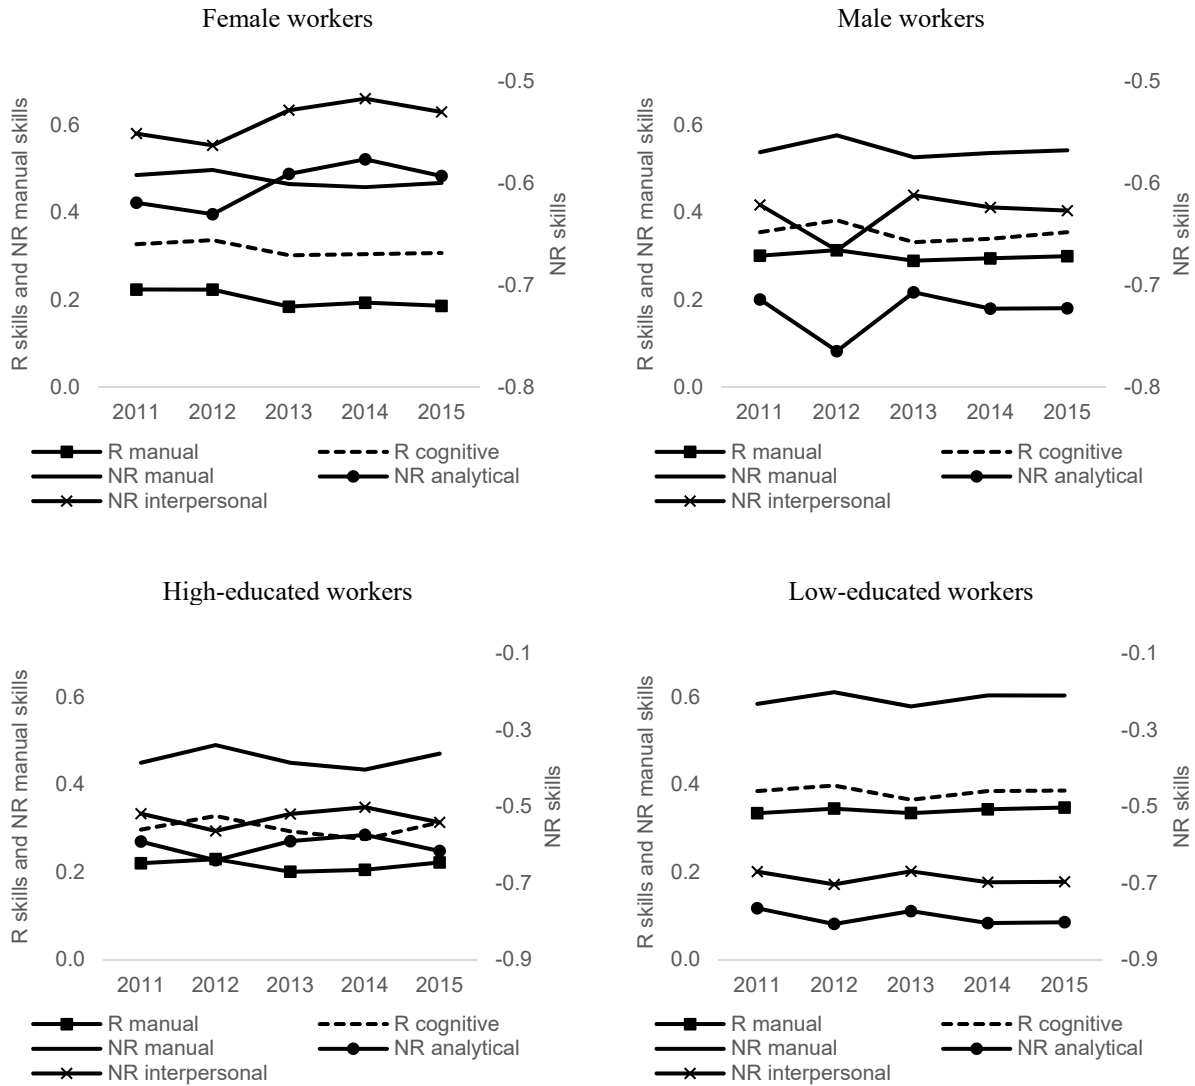 Female workers
R skills and NR manual skills
0.6
0.4
0.2
0.0
-0.5
-0.6
-0.7
-0.8
NR skills
2011 2012 2013 2014 2015
R manual R cognitive
NR manual NR analytical
NR interpersonal
Male workers
R skills and NR manual skills
0.6
0.4
0.2
0.0
-0.5
-0.6
-0.7
-0.8
NR skills
2011 2012 2013 2014 2015
R manual R cognitive
NR manual NR analytical
NR interpersonal
High-educated workers
R skills and NR manual skills
0.6
0.4
0.2
0.0
-0.1
-0.3
-0.5
-0.7
-0.9
NR skills
2011 2012 2013 2014 2015
R manual R cognitive
NR manual NR analytical
NR interpersonal
Low-educated workers
R skills and NR manual skills
0.6
0.4
0.2
0.0
-0.1
-0.3
-0.5
-0.7
-0.9
NR skills
2011 2012 2013 2014 2015
R manual R cognitive
NR manual NR analytical
NR interpersonal